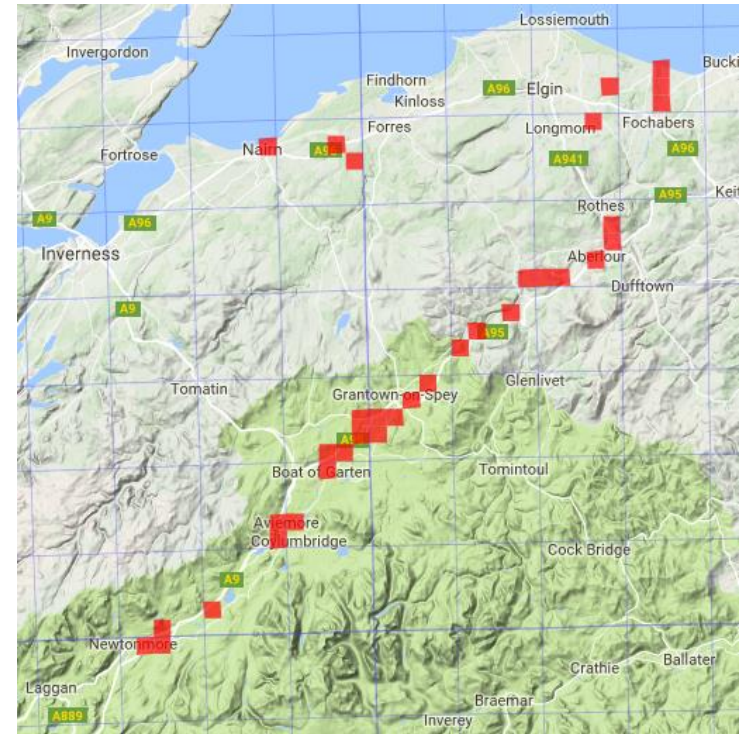 Lossiemouth
Invergordon
Bucki
Findhorn
A96
Elgin
Kinloss
Forres
Longmorn
Fochabers
Fortrose
Nairn
A96
A941
A95
Keit
Rothes
A9
A96
Inverness
Aberlour
Dufftown
A9
A95
Tomatin
Glenlivet
Grantown-on-Spey
Boat of Garten
Tomintoul
Aviemore
Coylumbridge
Cock Bridge
A9
Newtonmore
Ballater
Crathie
Laggan
Braemar
A889
Inverey